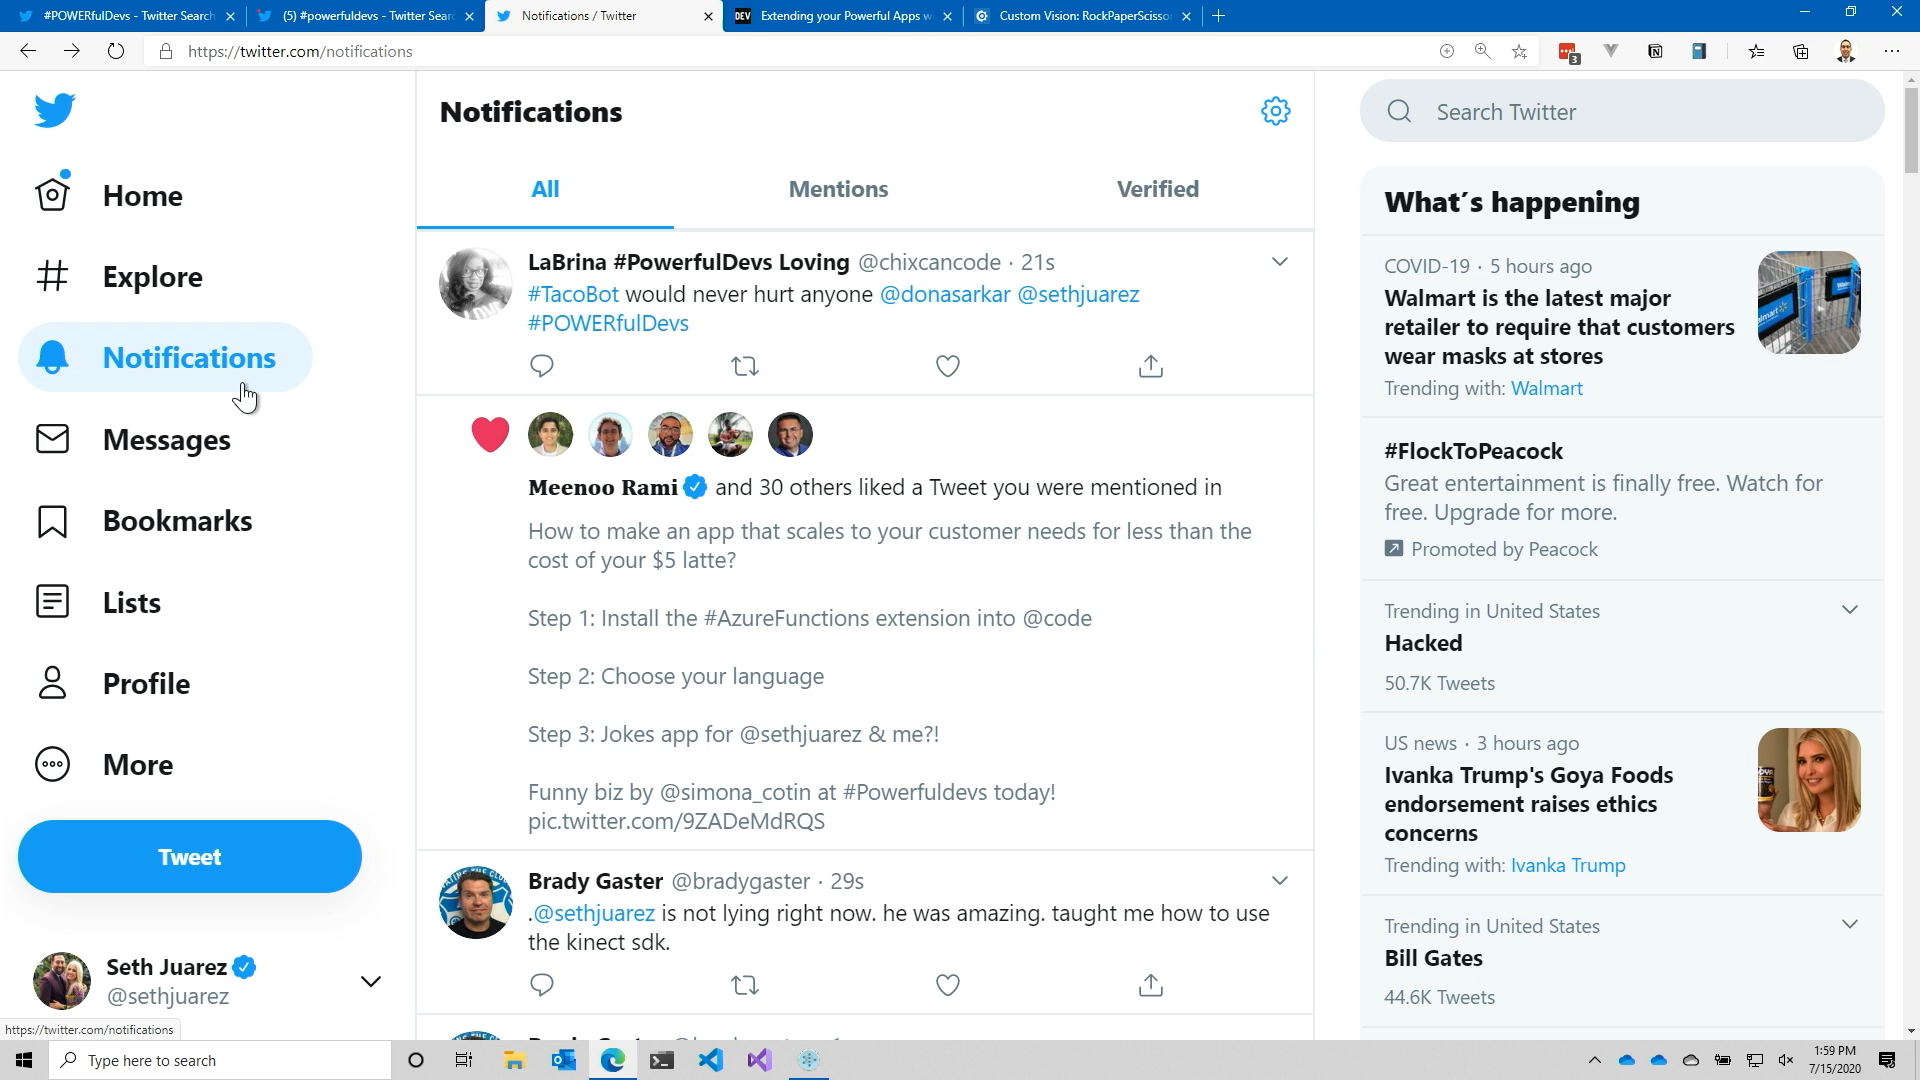 #POWERfulDevs - Twitter Search
(5) #powerfuldevs - Twitter Sear
Notifications / Twitter
DEV
Extending your Powerful Apps w
Custom Vision: RockPaperScisso
https://twitter.com/notifications
3
Home
Explore
Notifications
Messages
Bookmarks
Lists
Profile
More
Tweet
Seth Juarez
@sethjuarez
https://twitter.com/notifications
Notifications
All
Mentions
Verified
LaBrina #PowerfulDevs Loving @chixcancode · 21s
#TacoBot would never hurt anyone @donasarkar @sethjuarez
#POWERfulDevs
Meenoo Rami and 30 others liked a Tweet you were mentioned in
How to make an app that scales to your customer needs for less than the
cost of your $5 latte?
Step 1: Install the #AzureFunctions extension into @code
Step 2: Choose your language
Step 3: Jokes app for @sethjuarez & me?!
Funny biz by @simona_cotin at #Powerfuldevs today!
pic.twitter.com/9ZADeMdRQS
Brady Gaster @bradygaster · 29s
.@sethjuarez is not lying right now. he was amazing. taught me how to use
the kinect sdk.
Search Twitter
What's happening
COVID-19 · 5 hours ago
Walmart is the latest major
retailer to require that customers
wear masks at stores
Trending with: Walmart
#FlockToPeacock
Great entertainment is finally free. Watch for
free. Upgrade for more.
Promoted by Peacock
Trending in United States
Hacked
50.7K Tweets
US news · 3 hours ago
Ivanka Trump's Goya Foods
endorsement raises ethics
concerns
Trending with: Ivanka Trump
Trending in United States
Bill Gates
44.6K Tweets
Type here to search
1:59 PM
7/15/2020